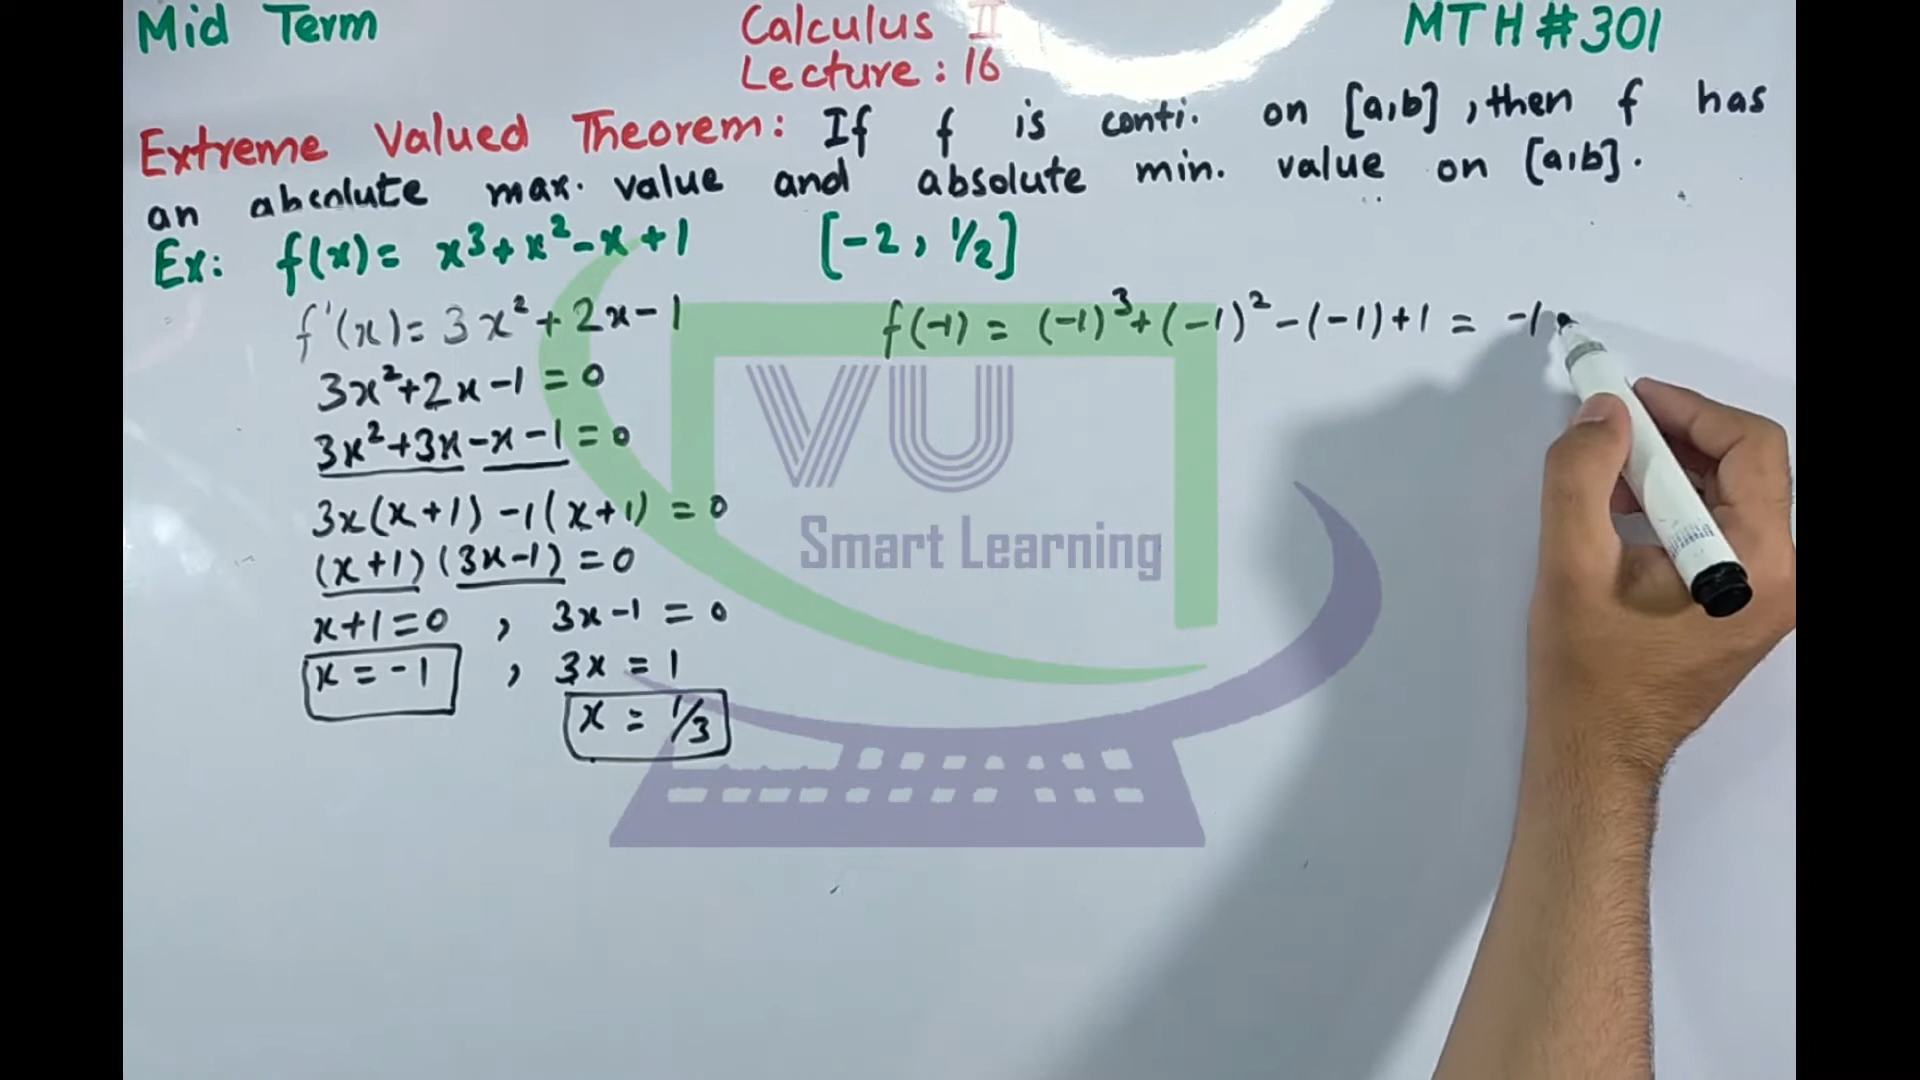 Mid Term
Calculus II
MTH#301
Lecture: 16
Extreme Valued Theorem: If f is conti. on [a,b], then f has
an absolute max. value and absolute min. value on [a,b].
Ex: f(x)= x³+x²-x+1 [-2, 1/2]
f'(x)= 3x²+2x-1
3x²+2x-1=0
3x²+3x-x-1=0
3x(x+1)-1(x+1)=0
(x+1)(3x-1)=0
x+1=0 , 3x-1=0
x=-1 , 3x=1
x=1/3
f(-1) = (-1)³+(-1)²-(-1)+1 = -1
VU
Smart Learning